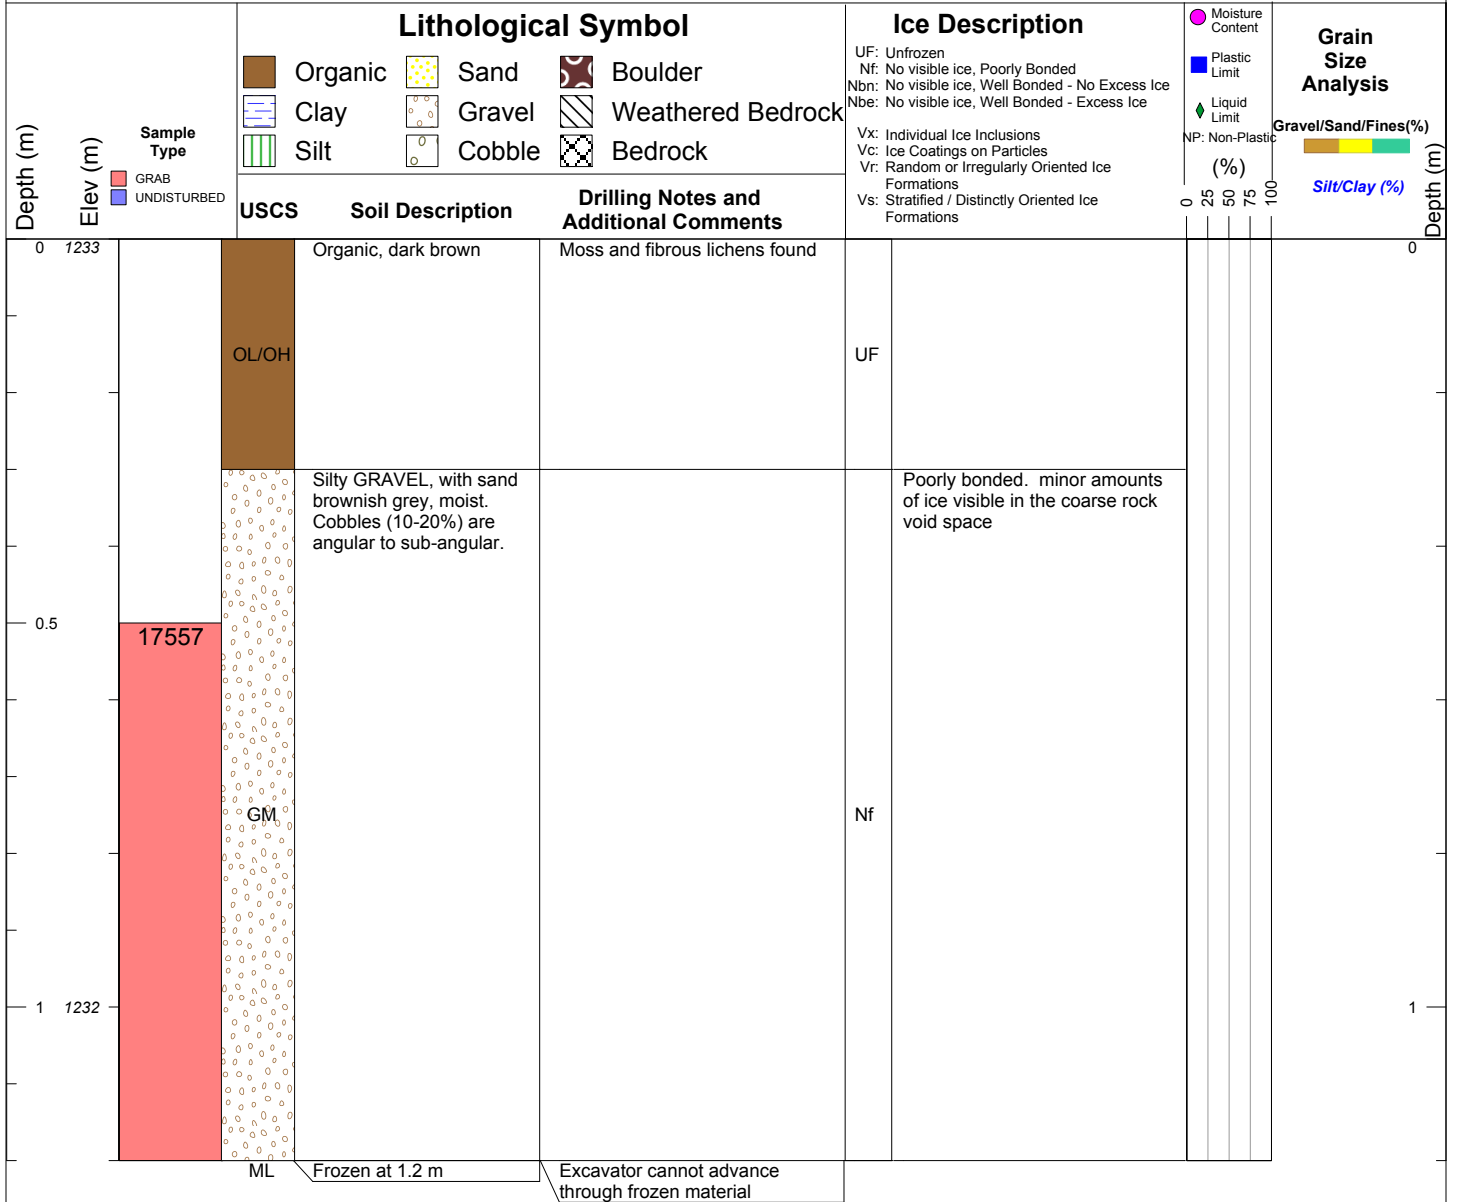 Lithological Symbol
Organic
Sand
Boulder
Clay
Gravel
Weathered Bedrock
Silt
Cobble
Bedrock
Ice Description
UF: Unfrozen
Nf: No visible ice, Poorly Bonded
Nbn: No visible ice, Well Bonded - No Excess Ice
Nbe: No visible ice, Well Bonded - Excess Ice
Vx: Individual Ice Inclusions
Vc: Ice Coatings on Particles
Vr: Random or Irregularly Oriented Ice
Formations
Vs: Stratified / Distinctly Oriented Ice
Formations
Moisture
Content
Plastic
Limit
Liquid
Limit
NP: Non-Plastic
(%)
0 25 50 75 100
Grain
Size
Analysis
Gravel/Sand/Fines(%)
Silt/Clay (%)
Depth (m)
Depth (m)
Elev (m)
Sample
Type
GRAB
UNDISTURBED
USCS
Soil Description
Drilling Notes and
Additional Comments
0 1233
Organic, dark brown
Moss and fibrous lichens found
0
OL/OH
UF
Silty GRAVEL, with sand
brownish grey, moist.
Cobbles (10-20%) are
angular to sub-angular.
Poorly bonded. minor amounts
of ice visible in the coarse rock
void space
0.5
17557
GM
Nf
1 1232
1
ML
Frozen at 1.2 m
Excavator cannot advance
through frozen material